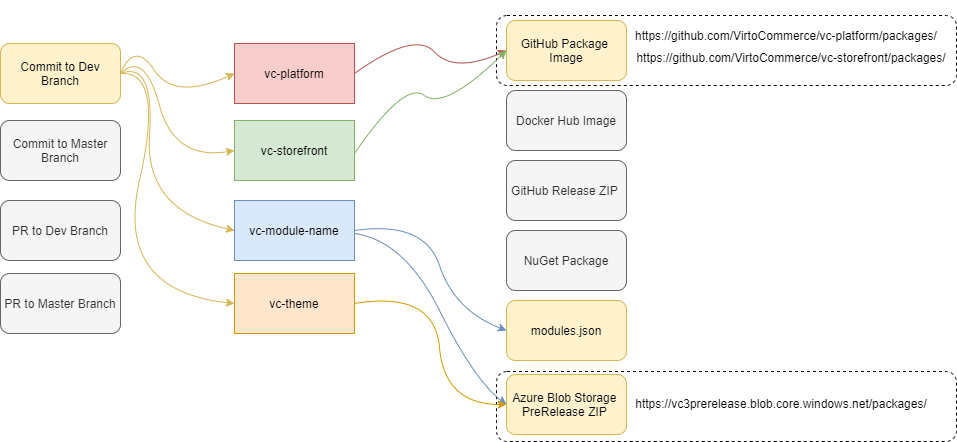 Commit to Dev
Branch
Commit to Master
Branch
PR to Dev Branch
PR to Master Branch
vc-platform
vc-storefront
vc-module-name
vc-theme
GitHub Package
Image
https://github.com/VirtoCommerce/vc-platform/packages/
https://github.com/VirtoCommerce/vc-storefront/packages/
Docker Hub Image
GitHub Release ZIP
NuGet Package
modules.json
Azure Blob Storage
PreRelease ZIP
https://vc3prerelease.blob.core.windows.net/packages/